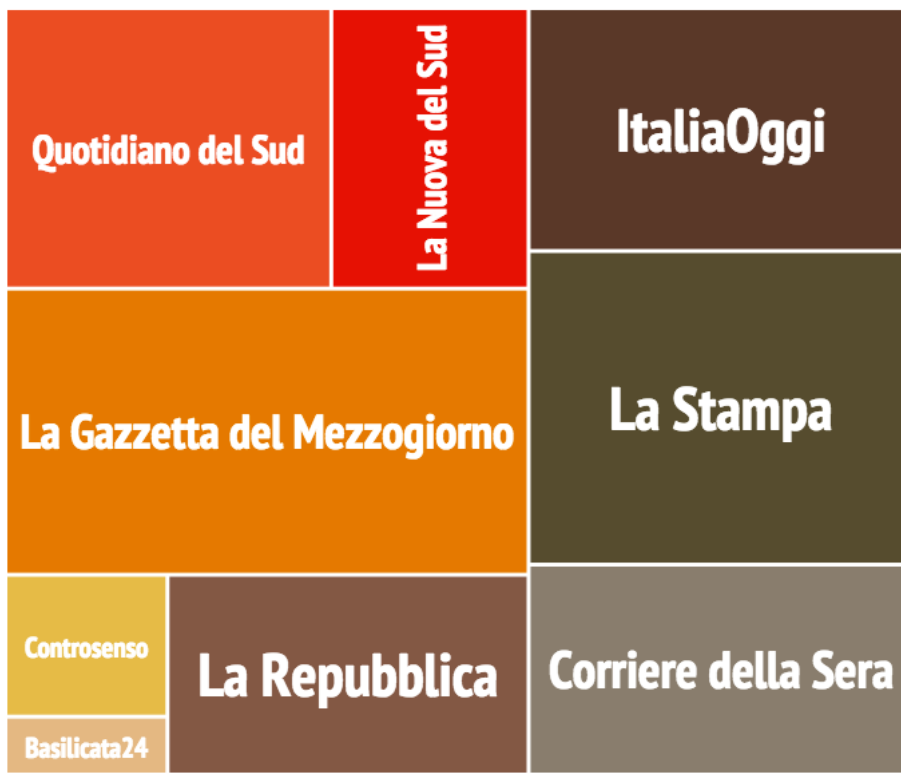 Quotidiano del Sud
La Nuova del Sud
ItaliaOggi
La Gazzetta del Mezzogiorno
La Stampa
Controsenso
Basilicata24
La Repubblica
Corriere della Sera